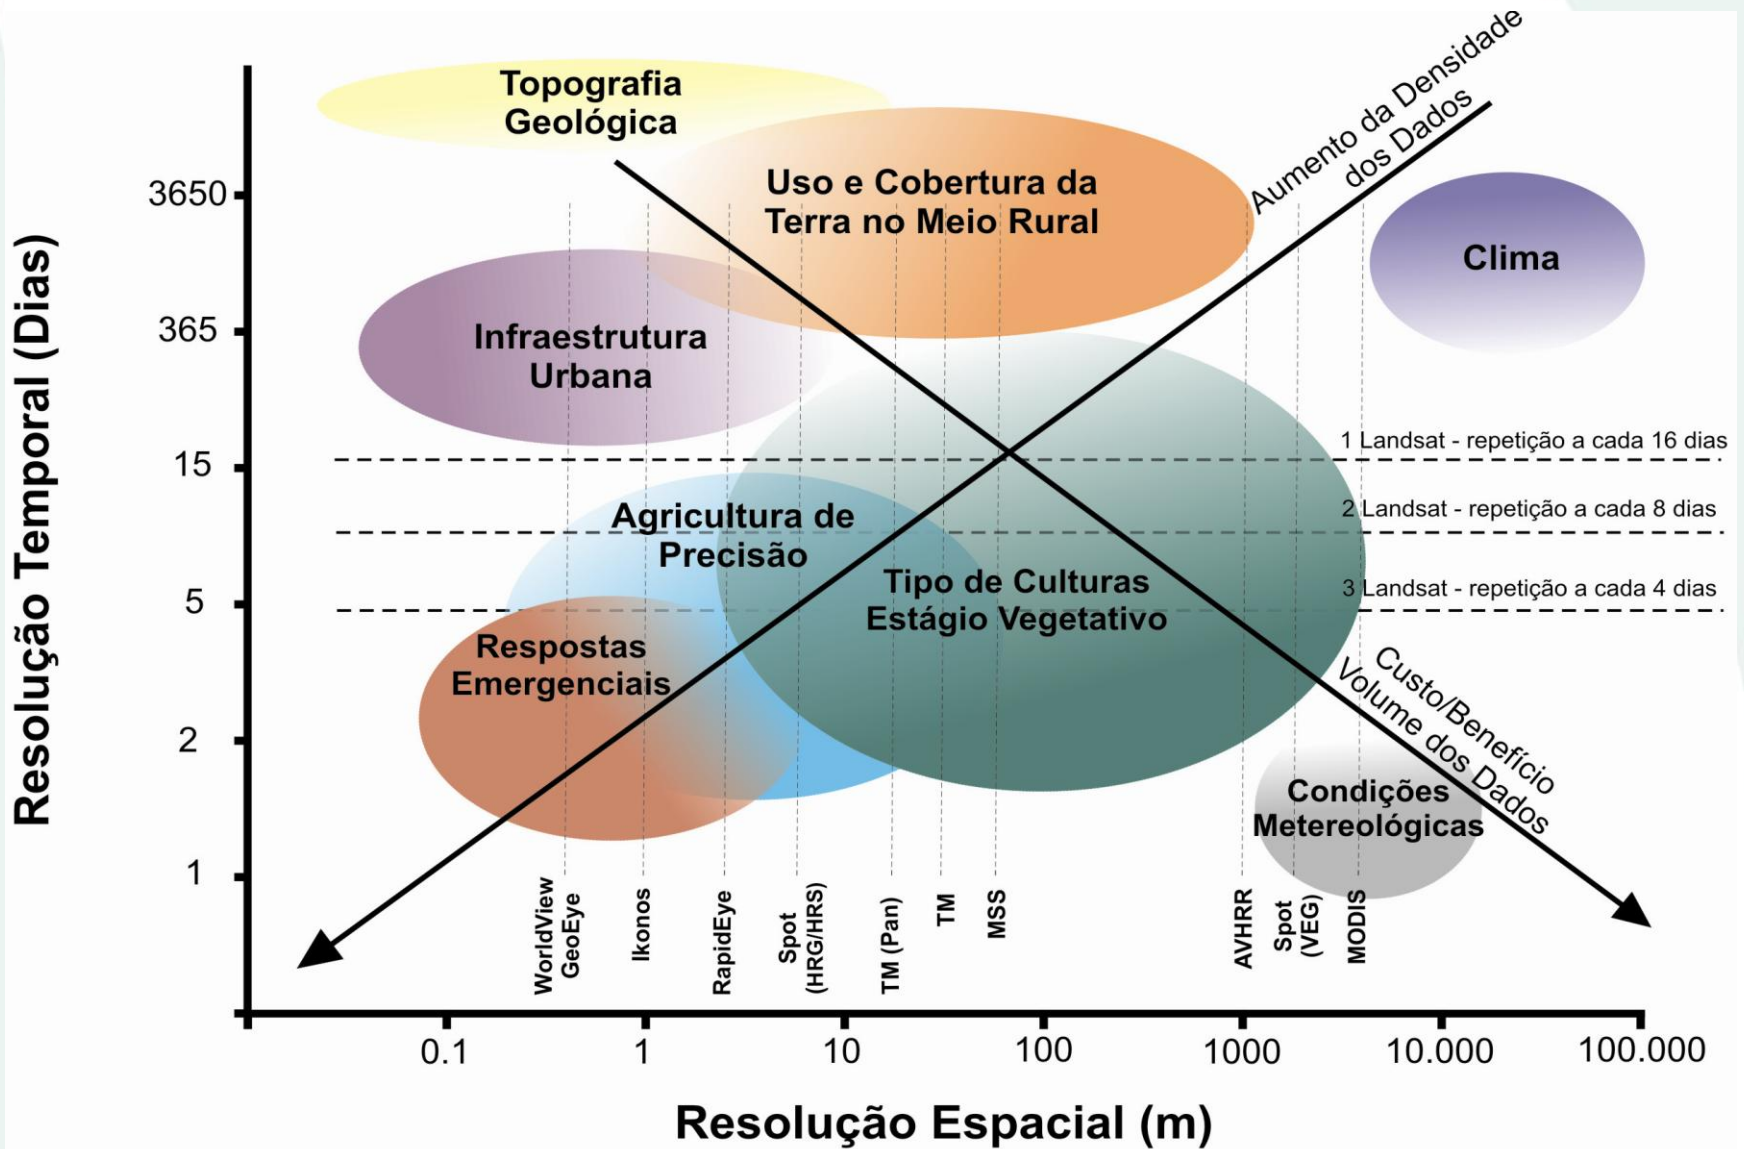 Topografia
Geológica
Aumento da Densidade
dos Dados
Uso e Cobertura da
Terra no Meio Rural
Clima
Infraestrutura
Urbana
1 Landsat - repetição a cada 16 dias
2 Landsat - repetição a cada 8 dias
3 Landsat - repetição a cada 4 dias
Agricultura de
Precisão
Tipo de Culturas
Estágio Vegetativo
Respostas
Emergenciais
Custo/Benefício
Volume dos Dados
Condições
Metereológicas
Resolução Temporal (Dias)
3650
365
15
5
2
1
WorldView
GeoEye
Ikonos
RapidEye
Spot
(HRG/HRS)
TM (Pan)
TM
MSS
AVHRR
Spot
(VEG)
MODIS
0.1
1
10
100
1000
10.000
100.000
Resolução Espacial (m)